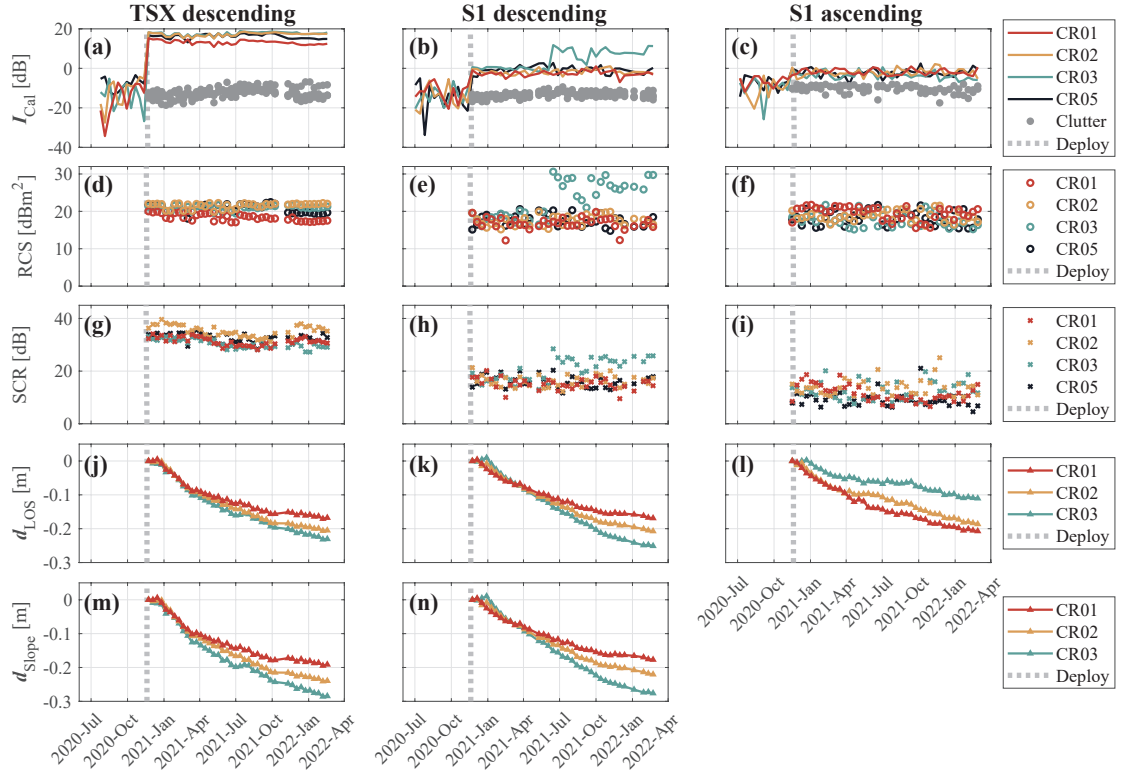 TSX descending S1 descending S1 ascending
20
0
-20
-40
I_Cal [dB]
(a) (b) (c)
CR01
CR02
CR03
CR05
Clutter
Deploy
30
20
10
0
RCS [dBm²]
(d) (e) (f)
CR01
CR02
CR03
CR05
Deploy
40
20
0
SCR [dB]
(g) (h) (i)
CR01
CR02
CR03
CR05
Deploy
0
-0.1
-0.2
-0.3
d_LOS [m]
(j) (k) (l)
CR01
CR02
CR03
Deploy
2020-Jul 2020-Oct 2021-Jan 2021-Apr 2021-Jul 2021-Oct 2022-Jan 2022-Apr
0
-0.1
-0.2
-0.3
d_Slope [m]
(m) (n)
CR01
CR02
CR03
Deploy
2020-Jul 2020-Oct 2021-Jan 2021-Apr 2021-Jul 2021-Oct 2022-Jan 2022-Apr
2020-Jul 2020-Oct 2021-Jan 2021-Apr 2021-Jul 2021-Oct 2022-Jan 2022-Apr